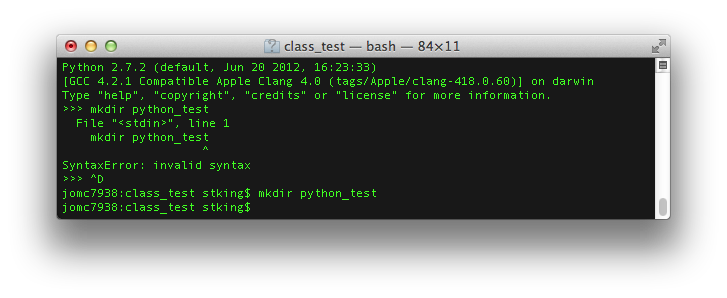 class_test — bash — 84×11
Python 2.7.2 (default, Jun 20 2012, 16:23:33)
[GCC 4.2.1 Compatible Apple Clang 4.0 (tags/Apple/clang-418.0.60)] on darwin
Type "help", "copyright", "credits" or "license" for more information.
>>> mkdir python_test
  File "<stdin>", line 1
    mkdir python_test
                   ^
SyntaxError: invalid syntax
>>> ^D
jomc7938:class_test stking$ mkdir python_test
jomc7938:class_test stking$